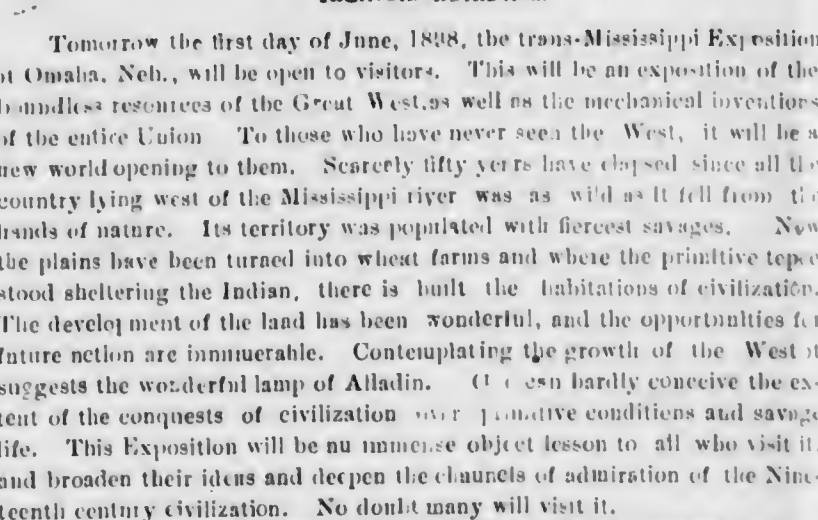 Tomorrow the first day of June, 1898, the trans-Mississippi Exposition
at Omaha, Neb., will be open to visitors. This will be an exposition of the
boundless resources of the Great West, as well as the mechanical inventions
of the entire Union To those who have never seen the West, it will be a
new world opening to them. Scarcely fifty years have elapsed since all the
country lying west of the Mississippi river was as wild as it fell from the
hands of nature. Its territory was populated with fiercest savages. Now
the plains have been turned into wheat farms and where the primitive tepee
stood sheltering the Indian, there is built the habitations of civilization.
The development of the land has been wonderful, and the opportunities for
future action are innumerable. Contemplating the growth of the West it
suggests the wonderful lamp of Alladin. One can hardly conceive the ex-
tent of the conquests of civilization over primative conditions and savage
life. This Exposition will be an immense object lesson to all who visit it,
and broaden their ideas and deepen the channels of admiration of the Nine-
teenth century civilization. No doubt many will visit it.